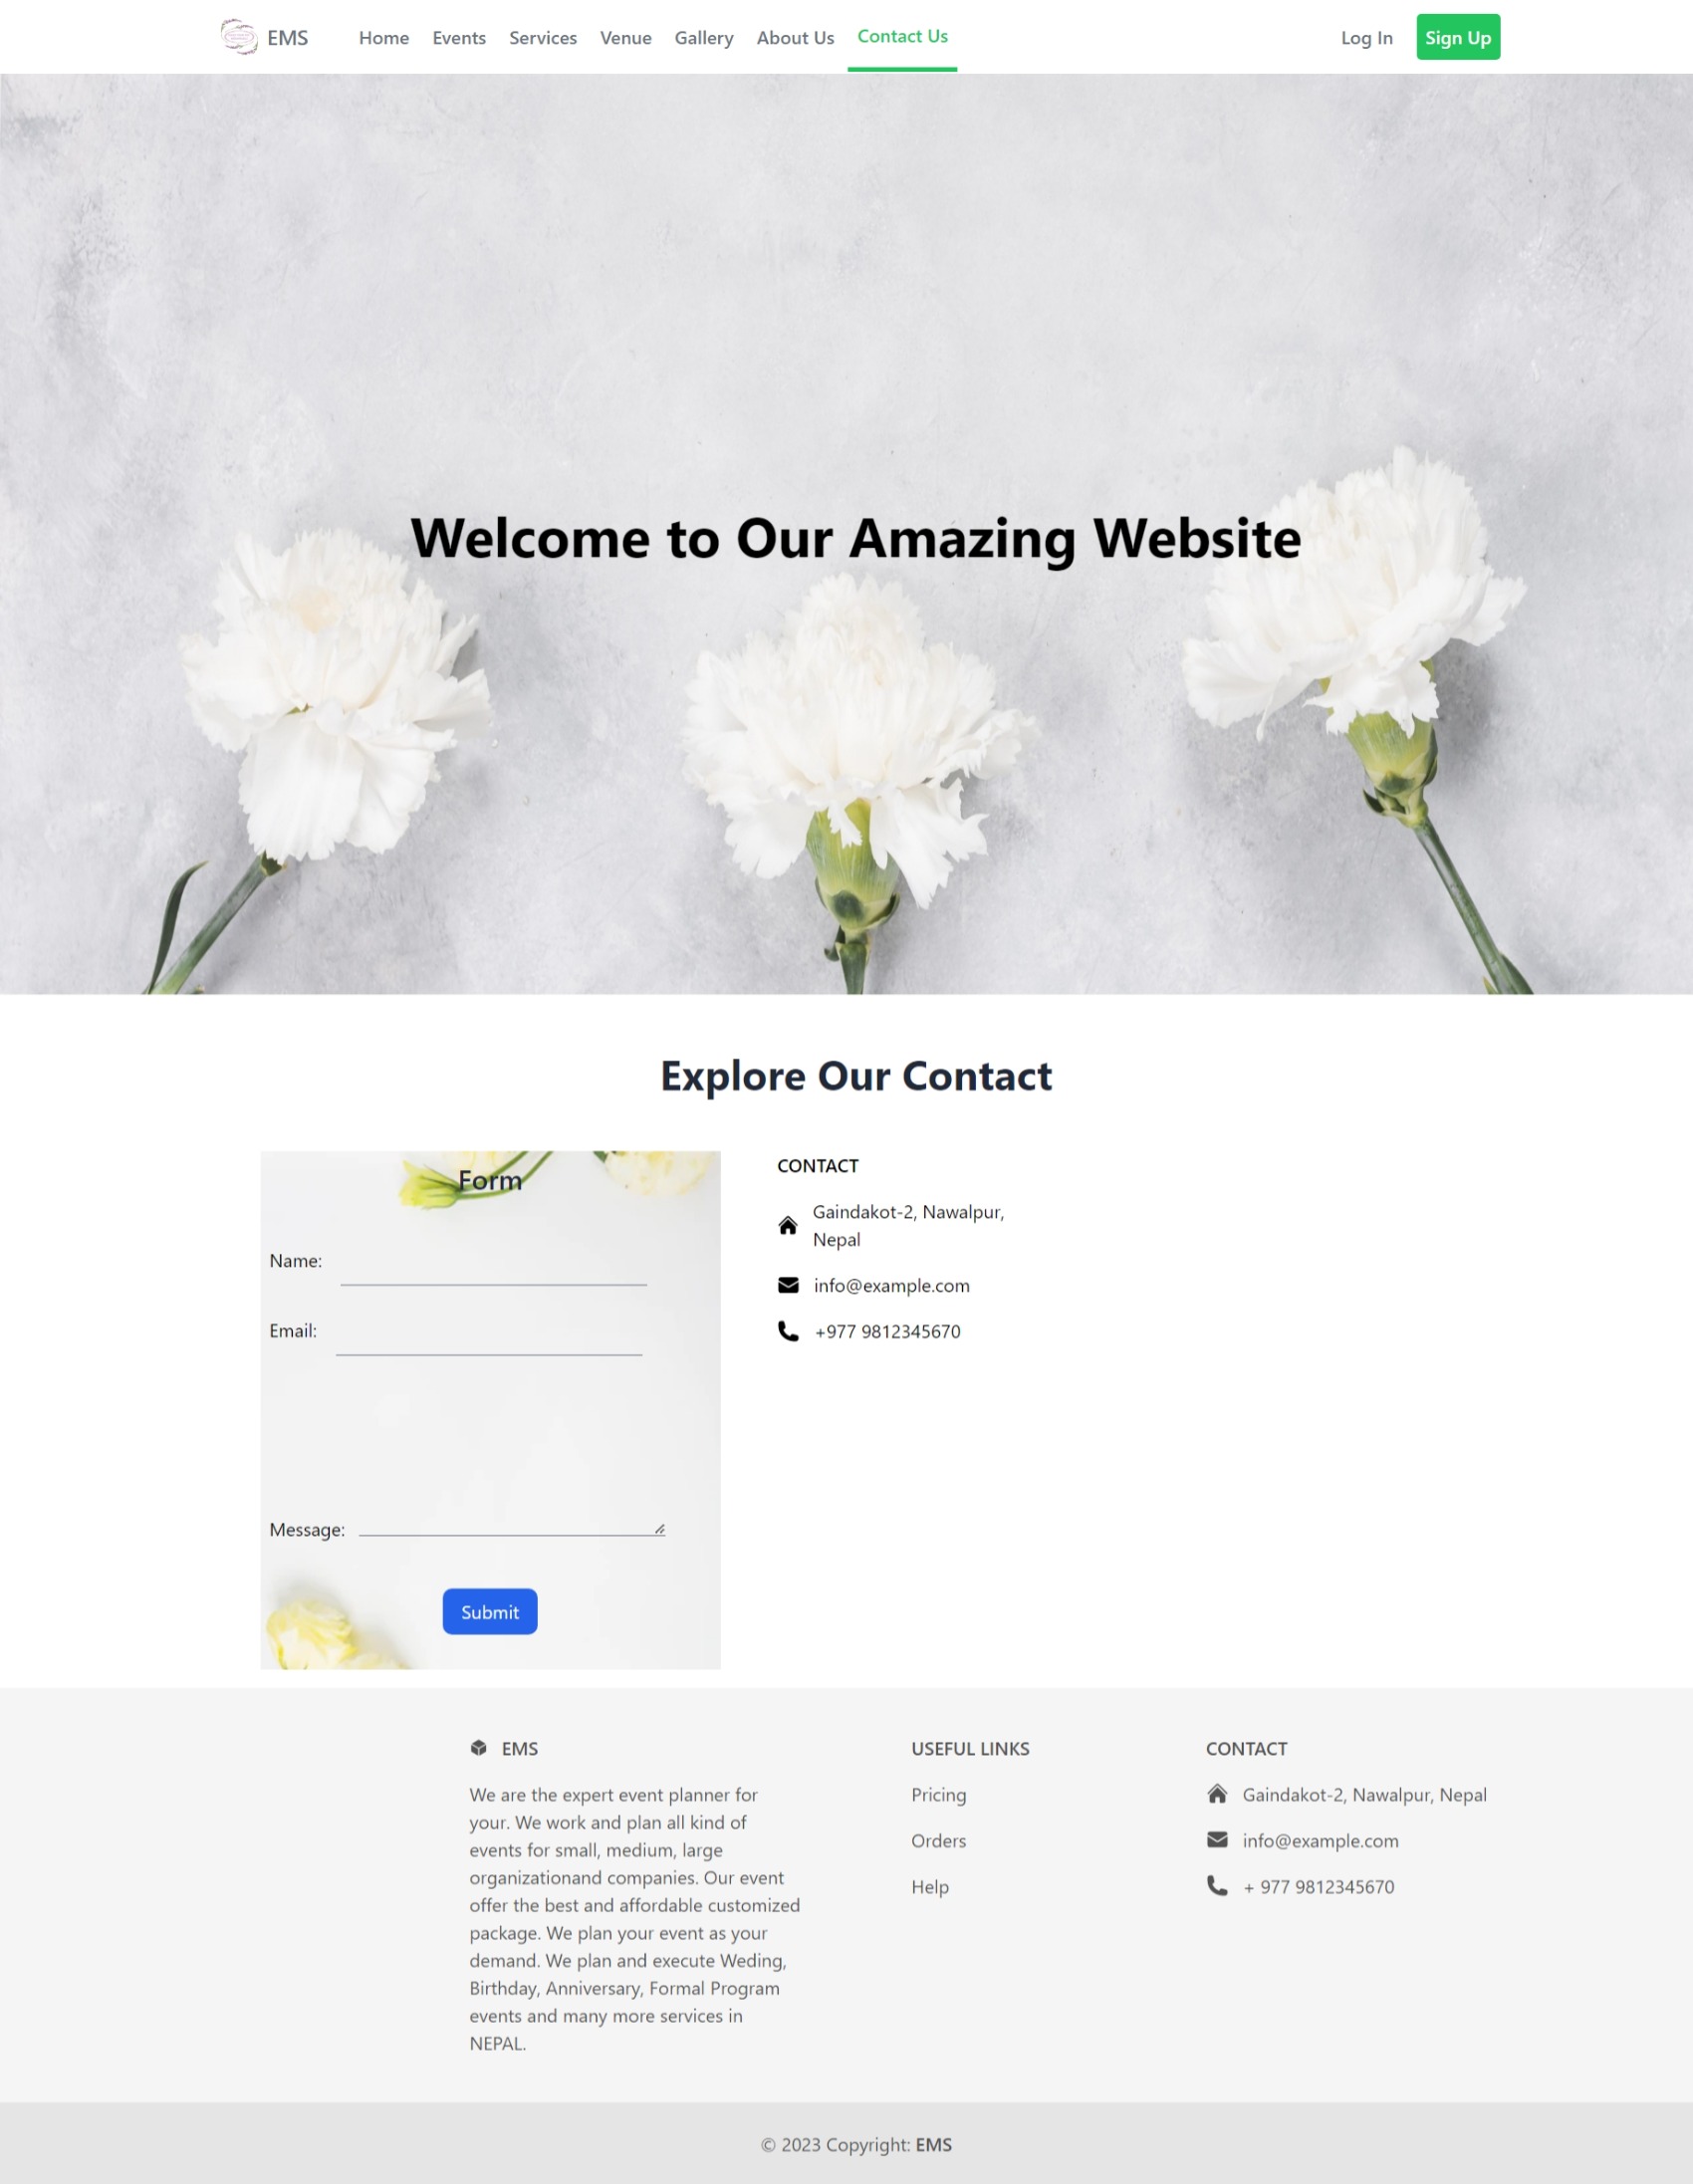 EMS
Home Events Services Venue Gallery About Us Contact Us
Log In Sign Up
Welcome to Our Amazing Website
Explore Our Contact
Form
Name:
Email:
Message:
Submit
CONTACT
Gaindakot-2, Nawalpur,
Nepal
info@example.com
+977 9812345670
EMS
We are the expert event planner for
your. We work and plan all kind of
events for small, medium, large
organizationand companies. Our event
offer the best and affordable customized
package. We plan your event as your
demand. We plan and execute Weding,
Birthday, Anniversary, Formal Program
events and many more services in
NEPAL.
USEFUL LINKS
Pricing
Orders
Help
CONTACT
Gaindakot-2, Nawalpur, Nepal
info@example.com
+ 977 9812345670
© 2023 Copyright: EMS